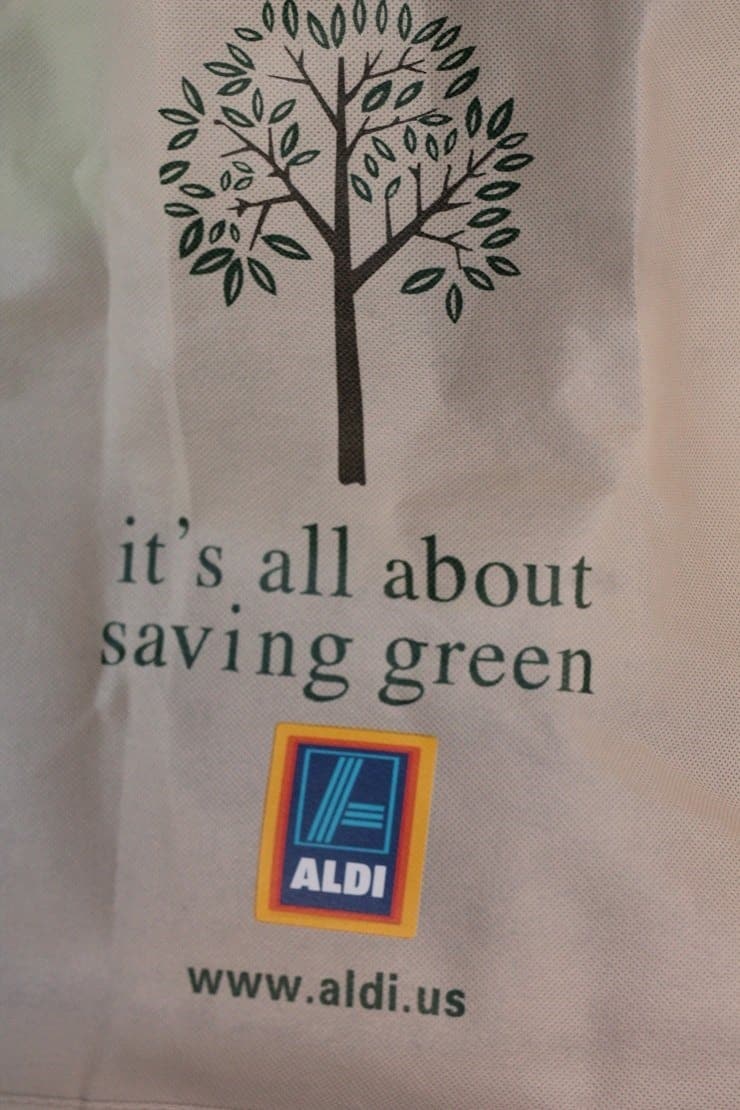 it's all about
saving green
ALDI
www.aldi.us